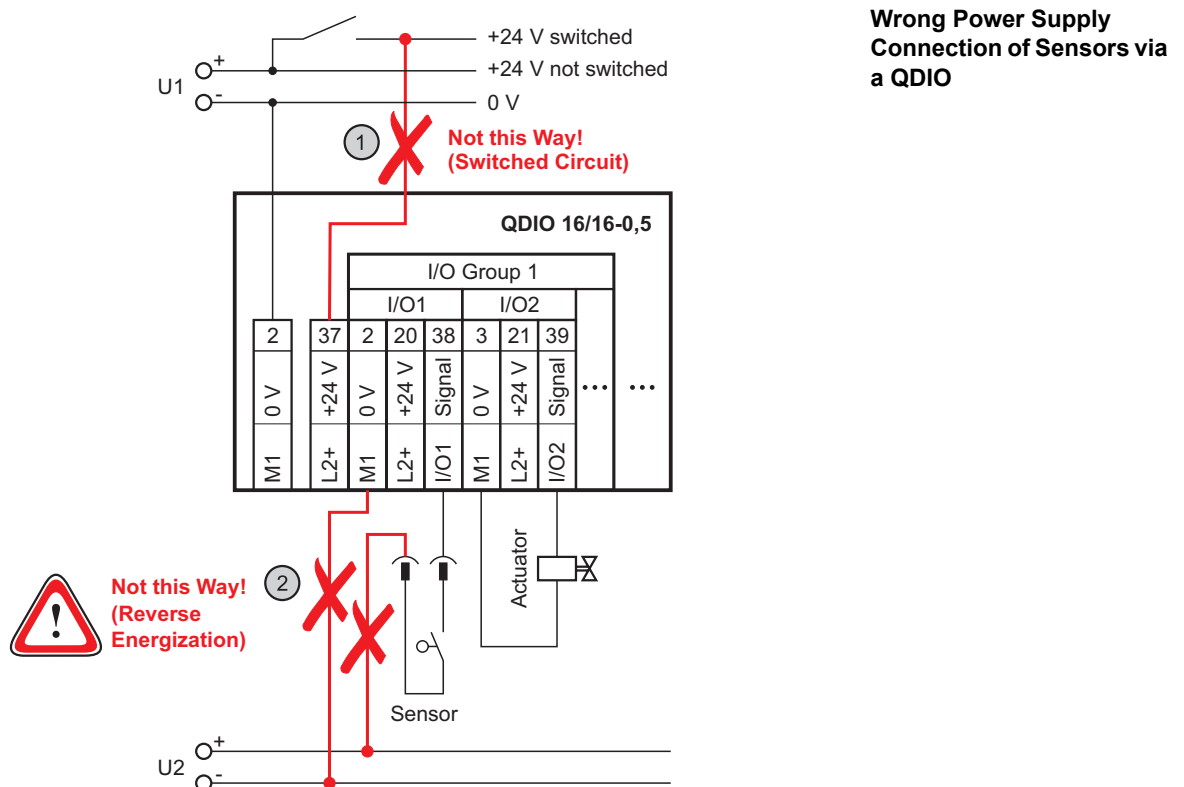 Wrong Power Supply
Connection of Sensors via
a QDIO
+24 V switched
U1
+
+24 V not switched
-
0 V
1
Not this Way!
(Switched Circuit)
QDIO 16/16-0,5
I/O Group 1
I/O1 I/O2
2 37 2 20 38 3 21 39
0 V +24 V 0 V +24 V Signal 0 V +24 V Signal ... ...
M1 L2+ M1 L2+ I/O1 M1 L2+ I/O2
!
Not this Way!
(Reverse
Energization)
2
Actuator
Sensor
U2
+
-